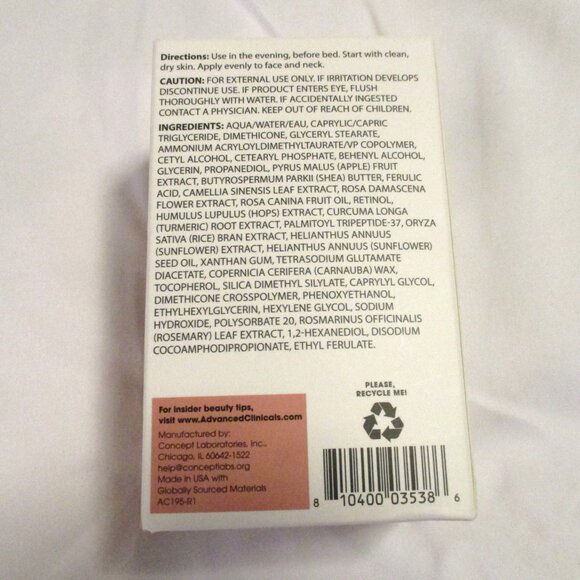 Directions: Use in the evening, before bed. Start with clean,
dry skin. Apply evenly to face and neck.
CAUTION: FOR EXTERNAL USE ONLY. IF IRRITATION DEVELOPS
DISCONTINUE USE. IF PRODUCT ENTERS EYE, FLUSH
THOROUGHLY WITH WATER. IF ACCIDENTALLY INGESTED
CONTACT A PHYSICIAN. KEEP OUT OF REACH OF CHILDREN.
INGREDIENTS: AQUA/WATER/EAU, CAPRYLIC/CAPRIC
TRIGLYCERIDE, DIMETHICONE, GLYCERYL STEARATE,
AMMONIUM ACRYLOYLDIMETHYLTAURATE/VP COPOLYMER,
CETYL ALCOHOL, CETEARYL PHOSPHATE, BEHENYL ALCOHOL,
GLYCERIN, PROPANEDIOL, PYRUS MALUS (APPLE) FRUIT
EXTRACT, BUTYROSPERMUM PARKII (SHEA) BUTTER, FERULIC
ACID, CAMELLIA SINENSIS LEAF EXTRACT, ROSA DAMASCENA
FLOWER EXTRACT, ROSA CANINA FRUIT OIL, RETINOL,
HUMULUS LUPULUS (HOPS) EXTRACT, CURCUMA LONGA
(TURMERIC) ROOT EXTRACT, PALMITOYL TRIPEPTIDE-37, ORYZA
SATIVA (RICE) BRAN EXTRACT, HELIANTHUS ANNUUS
(SUNFLOWER) EXTRACT, HELIANTHUS ANNUUS (SUNFLOWER)
SEED OIL, XANTHAN GUM, TETRASODIUM GLUTAMATE
DIACETATE, COPERNICIA CERIFERA (CARNAUBA) WAX,
TOCOPHEROL, SILICA DIMETHYL SILYLATE, CAPRYLYL GLYCOL,
DIMETHICONE CROSSPOLYMER, PHENOXYETHANOL,
ETHYLHEXYLGLYCERIN, HEXYLENE GLYCOL, SODIUM
HYDROXIDE, POLYSORBATE 20, ROSMARINUS OFFICINALIS
(ROSEMARY) LEAF EXTRACT, 1,2-HEXANEDIOL, DISODIUM
COCOAMPHODIPROPIONATE, ETHYL FERULATE.
For insider beauty tips,
visit www.AdvancedClinicals.com
Manufactured by:
Concept Laboratories, Inc.,
Chicago, IL 60642-1522
help@conceptlabs.org
Made in USA with
Globally Sourced Materials
AC195-R1
PLEASE,
RECYCLE ME!
8 10400 03538 6